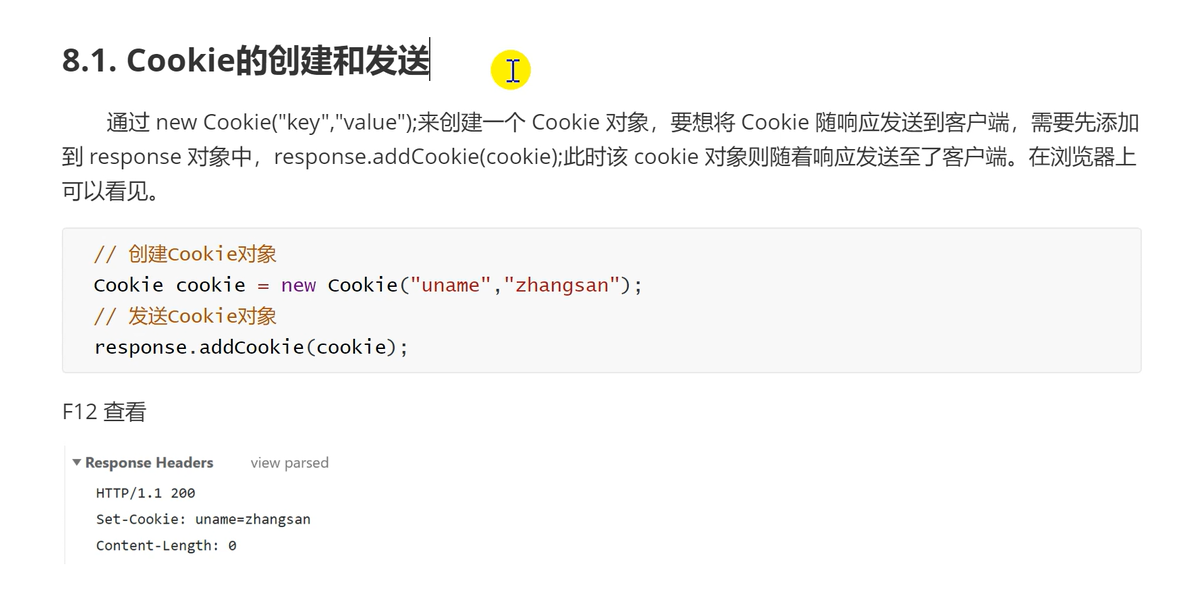 8.1. Cookie的创建和发送
通过 new Cookie("key","value");来创建一个 Cookie 对象，要想将 Cookie 随响应发送到客户端，需要先添加
到 response 对象中，response.addCookie(cookie);此时该 cookie 对象则随着响应发送至了客户端。在浏览器上
可以看见。
// 创建Cookie对象
Cookie cookie = new Cookie("uname","zhangsan");
// 发送Cookie对象
response.addCookie(cookie);
F12 查看
Response Headers view parsed
HTTP/1.1 200
Set-Cookie: uname=zhangsan
Content-Length: 0